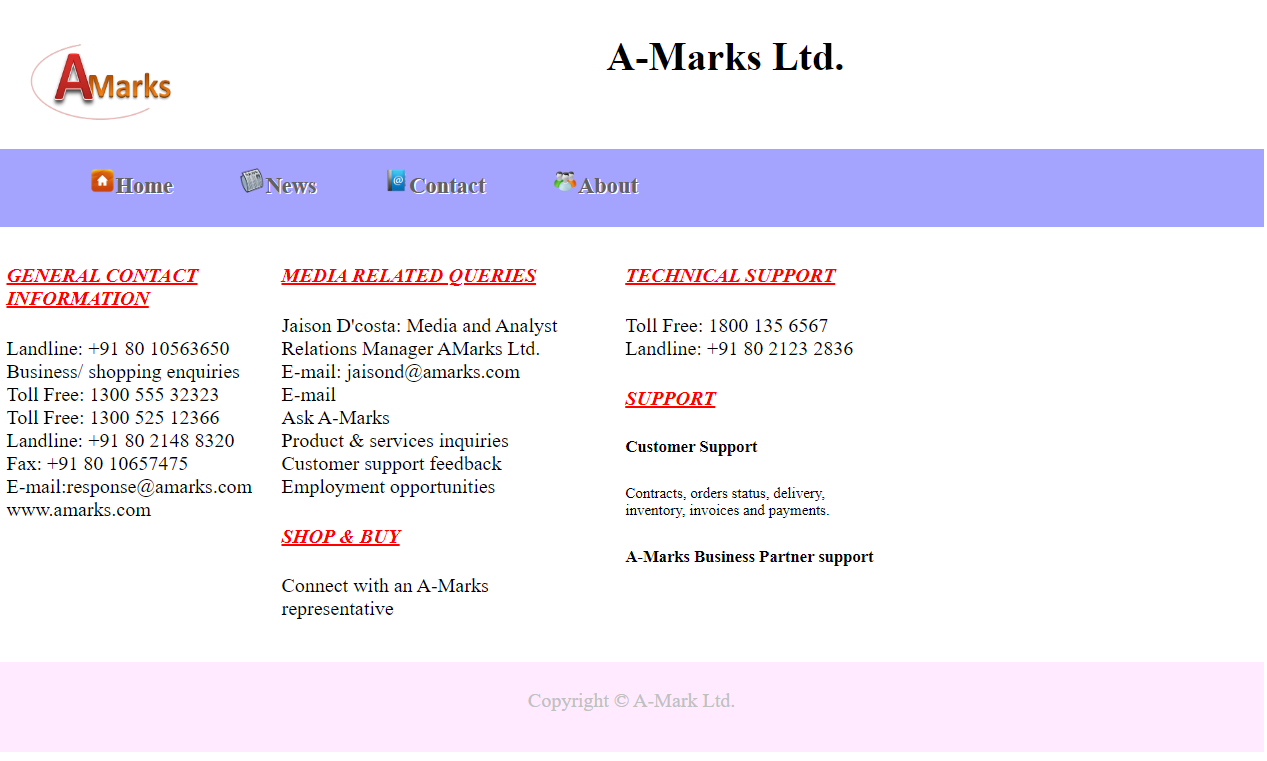 AMarks
A-Marks Ltd.
Home
News
Contact
About
GENERAL CONTACT
INFORMATION
Landline: +91 80 10563650
Business/ shopping enquiries
Toll Free: 1300 555 32323
Toll Free: 1300 525 12366
Landline: +91 80 2148 8320
Fax: +91 80 10657475
E-mail:response@amarks.com
www.amarks.com
MEDIA RELATED QUERIES
Jaison D'costa: Media and Analyst
Relations Manager AMarks Ltd.
E-mail: jaisond@amarks.com
E-mail
Ask A-Marks
Product & services inquiries
Customer support feedback
Employment opportunities
SHOP & BUY
Connect with an A-Marks
representative
TECHNICAL SUPPORT
Toll Free: 1800 135 6567
Landline: +91 80 2123 2836
SUPPORT
Customer Support
Contracts, orders status, delivery,
inventory, invoices and payments.
A-Marks Business Partner support
Copyright © A-Mark Ltd.